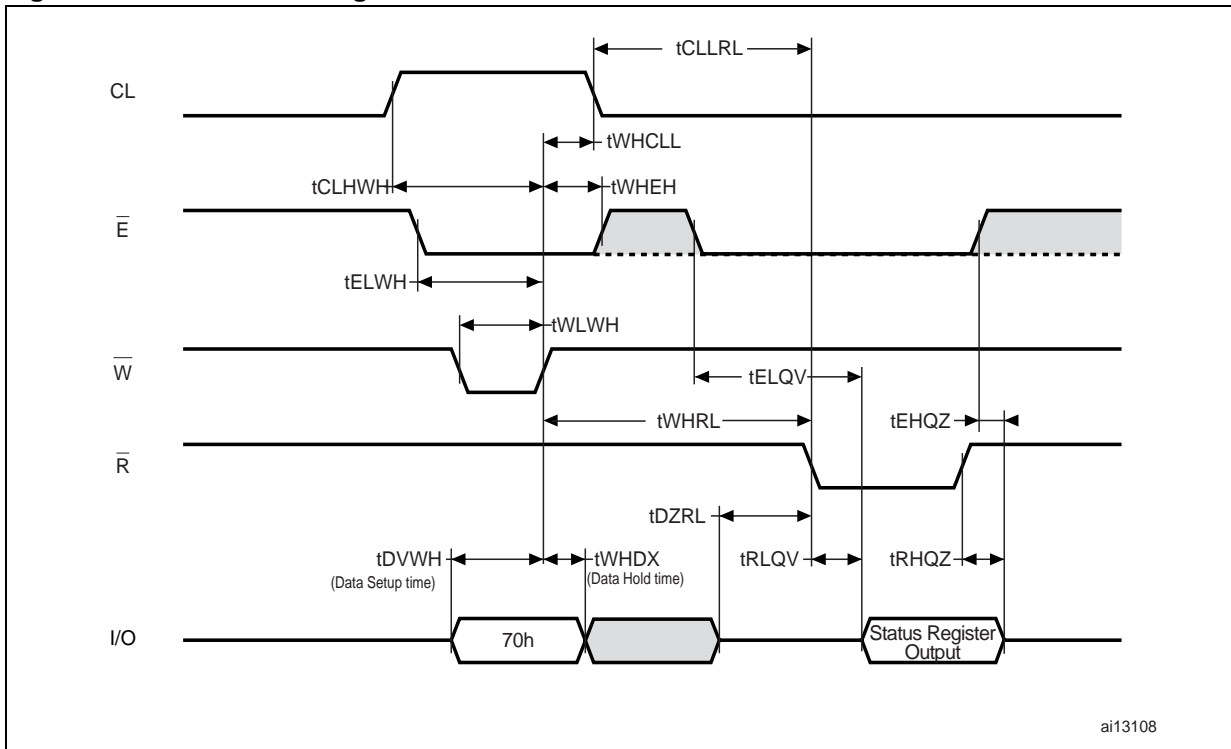 tCLLRL
CL
tWHCLL
tCLHWH
tWHEH
E
tELWH
tWLWH
W
tELQV
tWHRL
tEHQZ
R
tDZRL
tDVWH
(Data Setup time)
tWHDX
(Data Hold time)
tRLQV
tRHQZ
I/O
70h
Status Register
Output
ai13108